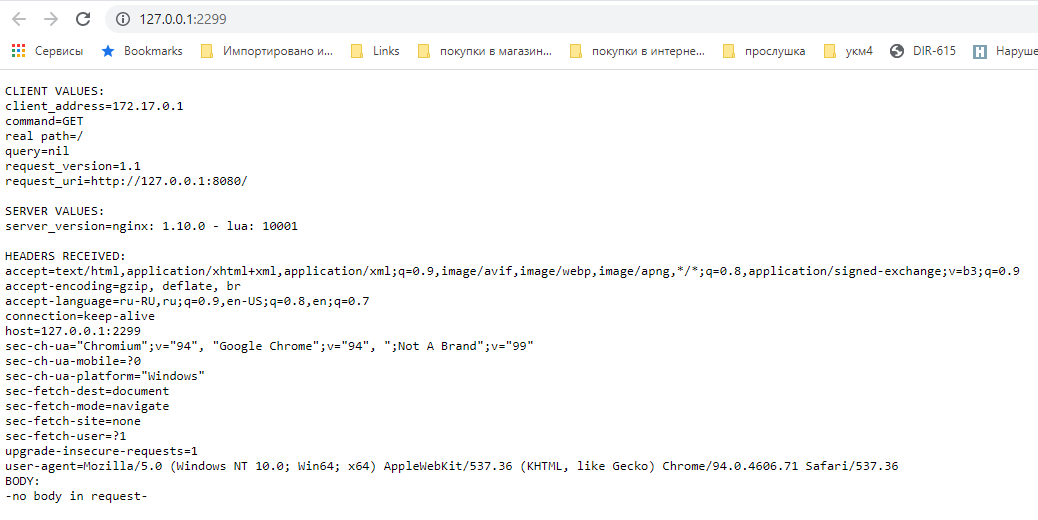 127.0.0.1:2299
Сервисы Bookmarks Импортировано и... Links покупки в магазин... покупки в интерне... прослушка укм4 DIR-615 Наруше
CLIENT VALUES:
client_address=172.17.0.1
command=GET
real path=/
query=nil
request_version=1.1
request_uri=http://127.0.0.1:8080/
SERVER VALUES:
server_version=nginx: 1.10.0 - lua: 10001
HEADERS RECEIVED:
accept=text/html,application/xhtml+xml,application/xml;q=0.9,image/avif,image/webp,image/apng,*/*;q=0.8,application/signed-exchange;v=b3;q=0.9
accept-encoding=gzip, deflate, br
accept-language=ru-RU,ru;q=0.9,en-US;q=0.8,en;q=0.7
connection=keep-alive
host=127.0.0.1:2299
sec-ch-ua="Chromium";v="94", "Google Chrome";v="94", ";Not A Brand";v="99"
sec-ch-ua-mobile=?0
sec-ch-ua-platform="Windows"
sec-fetch-dest=document
sec-fetch-mode=navigate
sec-fetch-site=none
sec-fetch-user=?1
upgrade-insecure-requests=1
user-agent=Mozilla/5.0 (Windows NT 10.0; Win64; x64) AppleWebKit/537.36 (KHTML, like Gecko) Chrome/94.0.4606.71 Safari/537.36
BODY:
-no body in request-